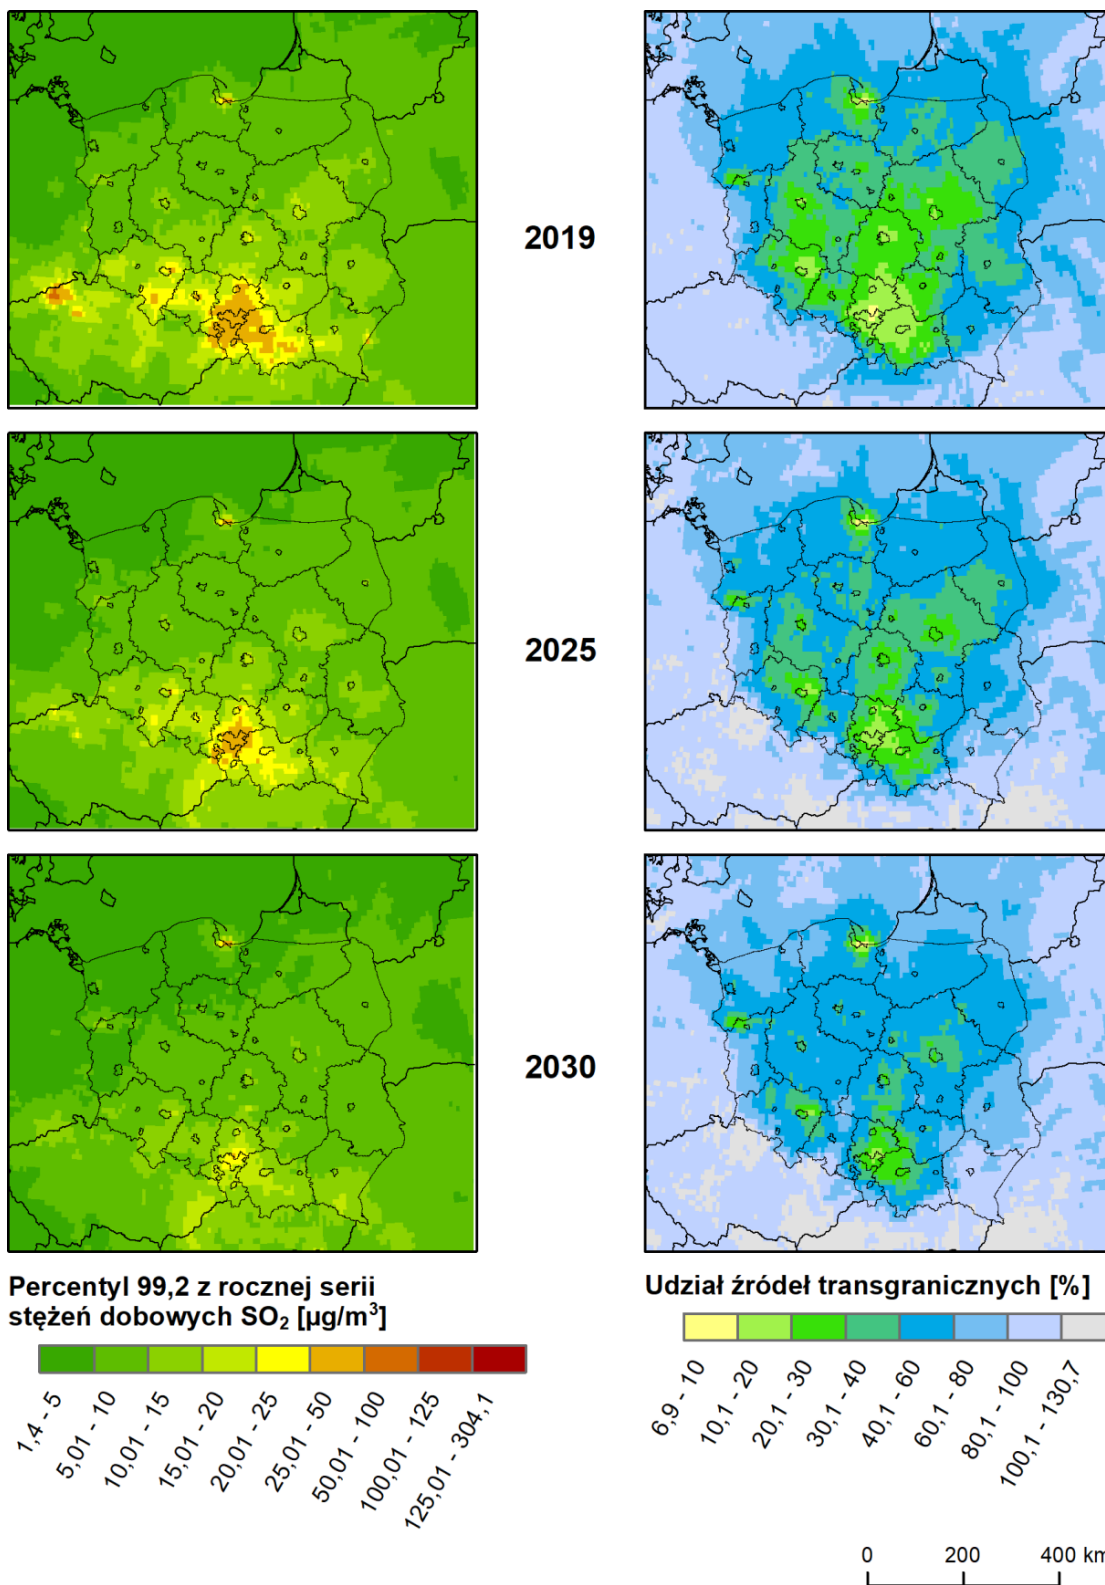 2019
2025
2030
Percentyl 99,2 z rocznej serii
stężeń dobowych SO₂ [µg/m³]
1,4 - 5
5,01 - 10
10,01 - 15
15,01 - 20
20,01 - 25
25,01 - 50
50,01 - 100
100,01 - 125
125,01 - 304,1
Udział źródeł transgranicznych [%]
6,9 - 10
10,1 - 20
20,1 - 30
30,1 - 40
40,1 - 60
60,1 - 80
80,1 - 100
100,1 - 130,7
0 200 400 km